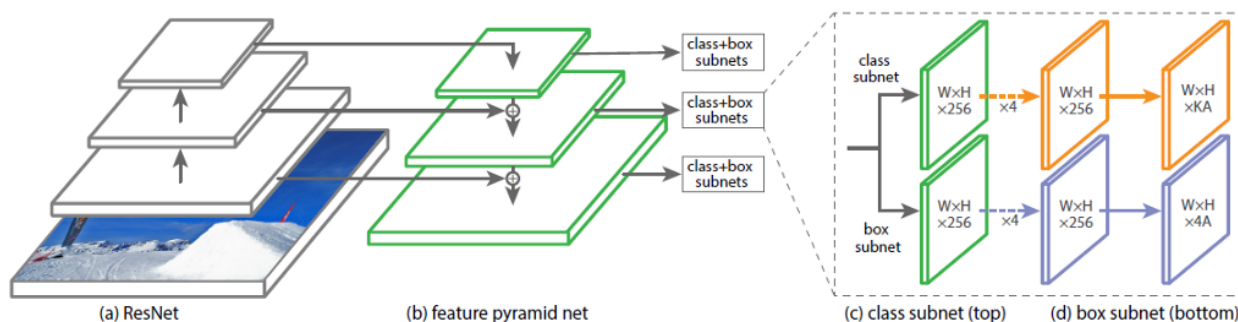 class+box
subnets
class+box
subnets
class+box
subnets
class
subnet
W×H
×256
×4
W×H
×256
W×H
×KA
box
subnet
W×H
×256
×4
W×H
×256
W×H
×4A
(a) ResNet
(b) feature pyramid net
(c) class subnet (top)
(d) box subnet (bottom)